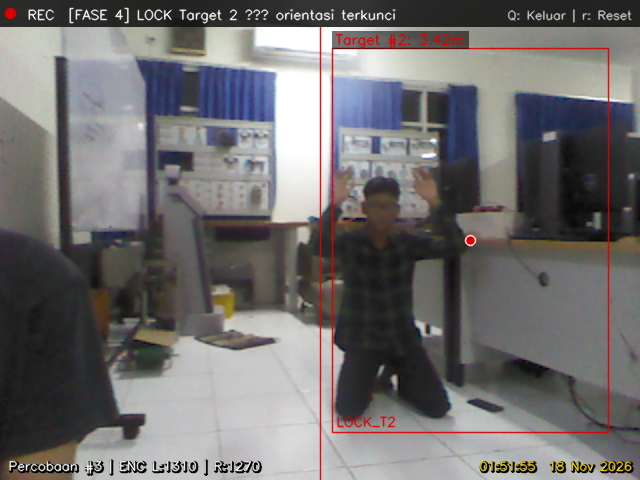 REC [FASE 4] LOCK Target 2 ??? orientasi terkunci
Q: Keluar | r: Reset
Target #2: 3.42m
LOCK_T2
Percobaan #3 | ENC L:1310 | R:1270
01:51:55 18 Nov 2026